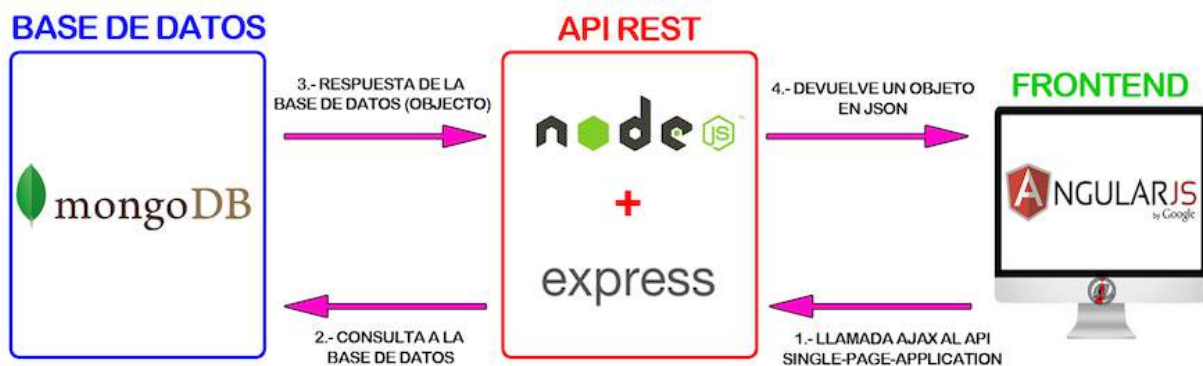 BASE DE DATOS
mongoDB
3.- RESPUESTA DE LA
BASE DE DATOS (OBJECTO)
2.- CONSULTA A LA
BASE DE DATOS
API REST
node
JS
+
express
4.- DEVUELVE UN OBJETO
EN JSON
1.- LLAMADA AJAX AL API
SINGLE-PAGE-APPLICATION
FRONTEND
ANGULARJS
by Google